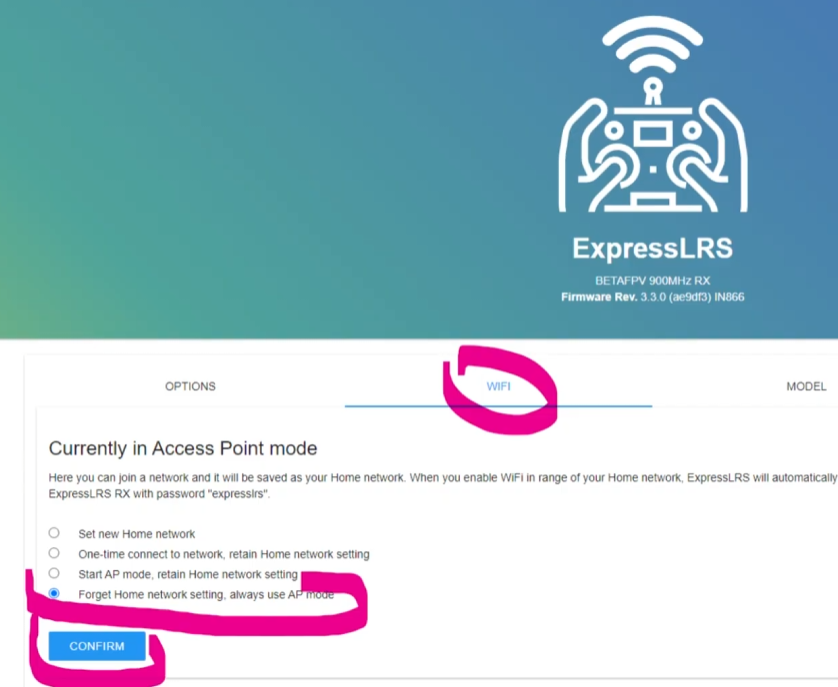 ExpressLRS
BETAFPV 900MHz RX
Firmware Rev. 3.3.0 (ae9df3) IN866
OPTIONS
WIFI
MODEL
Currently in Access Point mode
Here you can join a network and it will be saved as your Home network. When you enable WiFi in range of your Home network, ExpressLRS will automatically
ExpressLRS RX with password "expresslrs".
Set new Home network
One-time connect to network, retain Home network setting
Start AP mode, retain Home network setting
Forget Home network setting, always use AP mode
CONFIRM